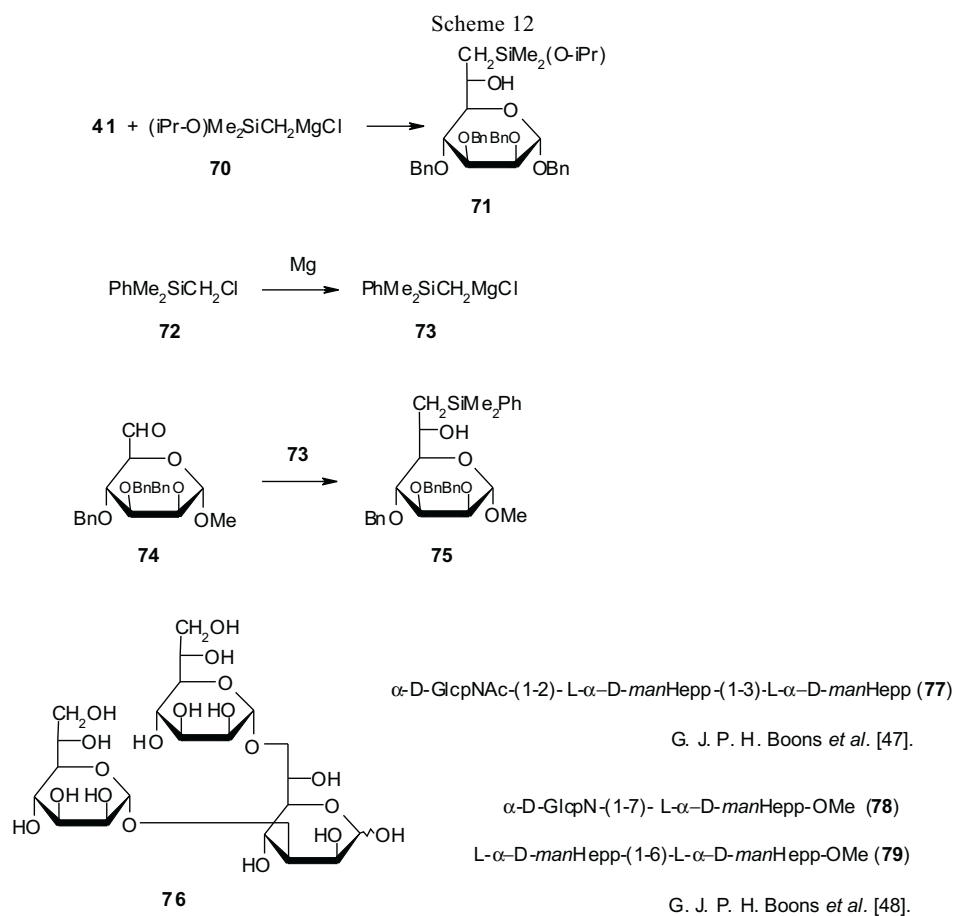 Scheme 12
CH2SiMe2(O-iPr)
OH
O
41 + (iPr-O)Me2SiCH2MgCl
70
OBn BnO
BnO
OBn
71
PhMe2SiCH2Cl
Mg
PhMe2SiCH2MgCl
72
73
CHO
O
OBnBnO
BnO
OMe
74
73
CH2SiMe2Ph
OH
O
OBnBnO
Bn O
OMe
75
CH2OH
OH
O
OH HO
HO
O
CH2OH
OH
O
OH HO
HO
O
OH
O
HO
OH
HO
76
α-D-GlcpNAc-(1-2)- L-α–D-manHepp-(1-3)-L-α–D-manHepp (77)
G. J. P. H. Boons et al. [47].
α-D-GlcpN-(1-7)- L-α–D-manHepp-OMe (78)
L-α–D-manHepp-(1-6)-L-α–D-manHepp-OMe (79)
G. J. P. H. Boons et al. [48].